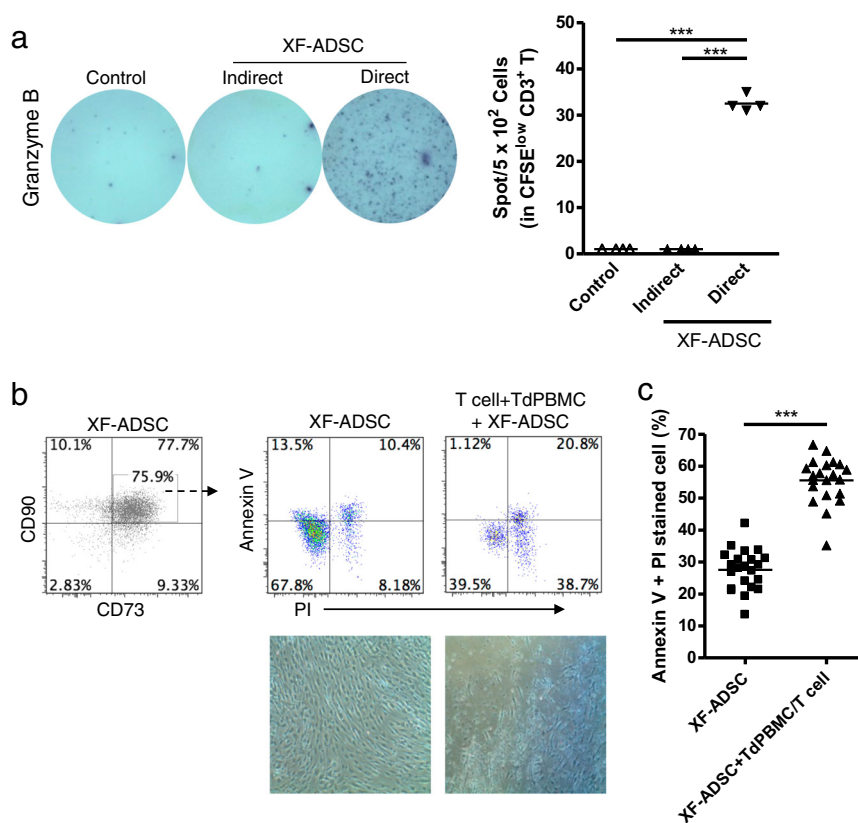 a
XF-ADSC
Control
Indirect
Direct
Granzyme B
Spot/5 x 10² Cells
(in CFSEˡᵒʷ CD3⁺ T)
50
40
30
20
10
0
***
***
Control
Indirect
Direct
XF-ADSC
b
XF-ADSC
10.1%
77.7%
75.9%
2.83%
9.33%
CD90
CD73
XF-ADSC
13.5%
10.4%
67.8%
8.18%
Annexin V
PI
T cell+TdPBMC
+ XF-ADSC
1.12%
20.8%
39.5%
38.7%
c
Annexin V + PI stained cell (%)
70
60
50
40
30
20
10
0
***
XF-ADSC
XF-ADSC+TdPBMC/T cell